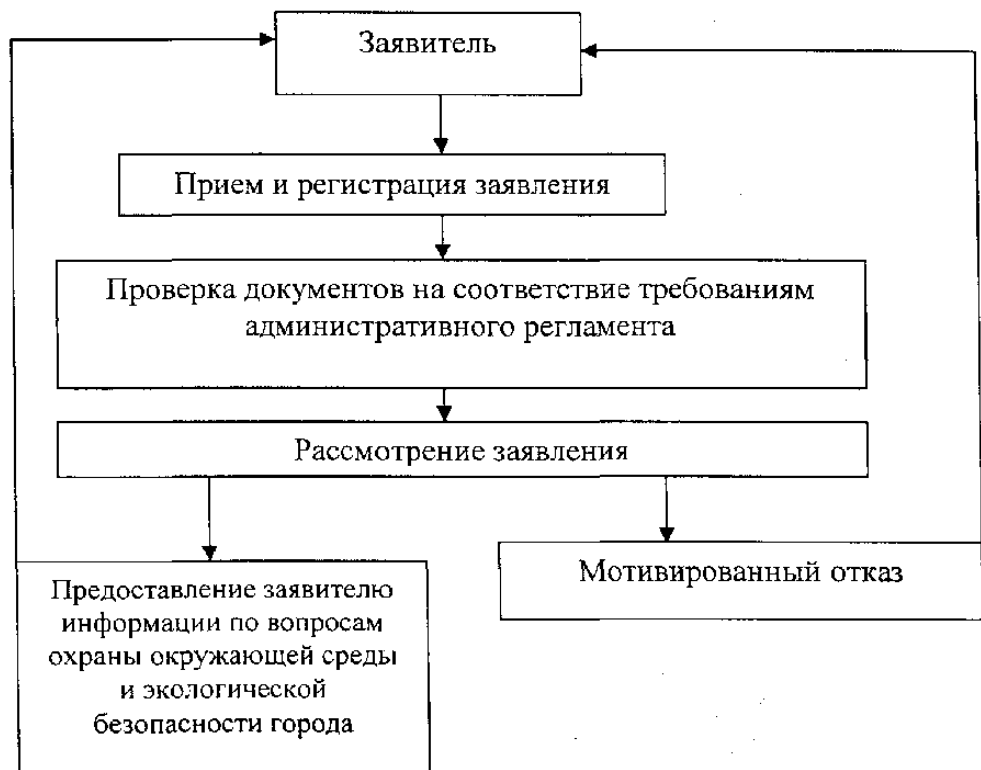 Заявитель
Прием и регистрация заявления
Проверка документов на соответствие требованиям
административного регламента
Рассмотрение заявления
Мотивированный отказ
Предоставление заявителю
информации по вопросам
охраны окружающей среды
и экологической
безопасности города